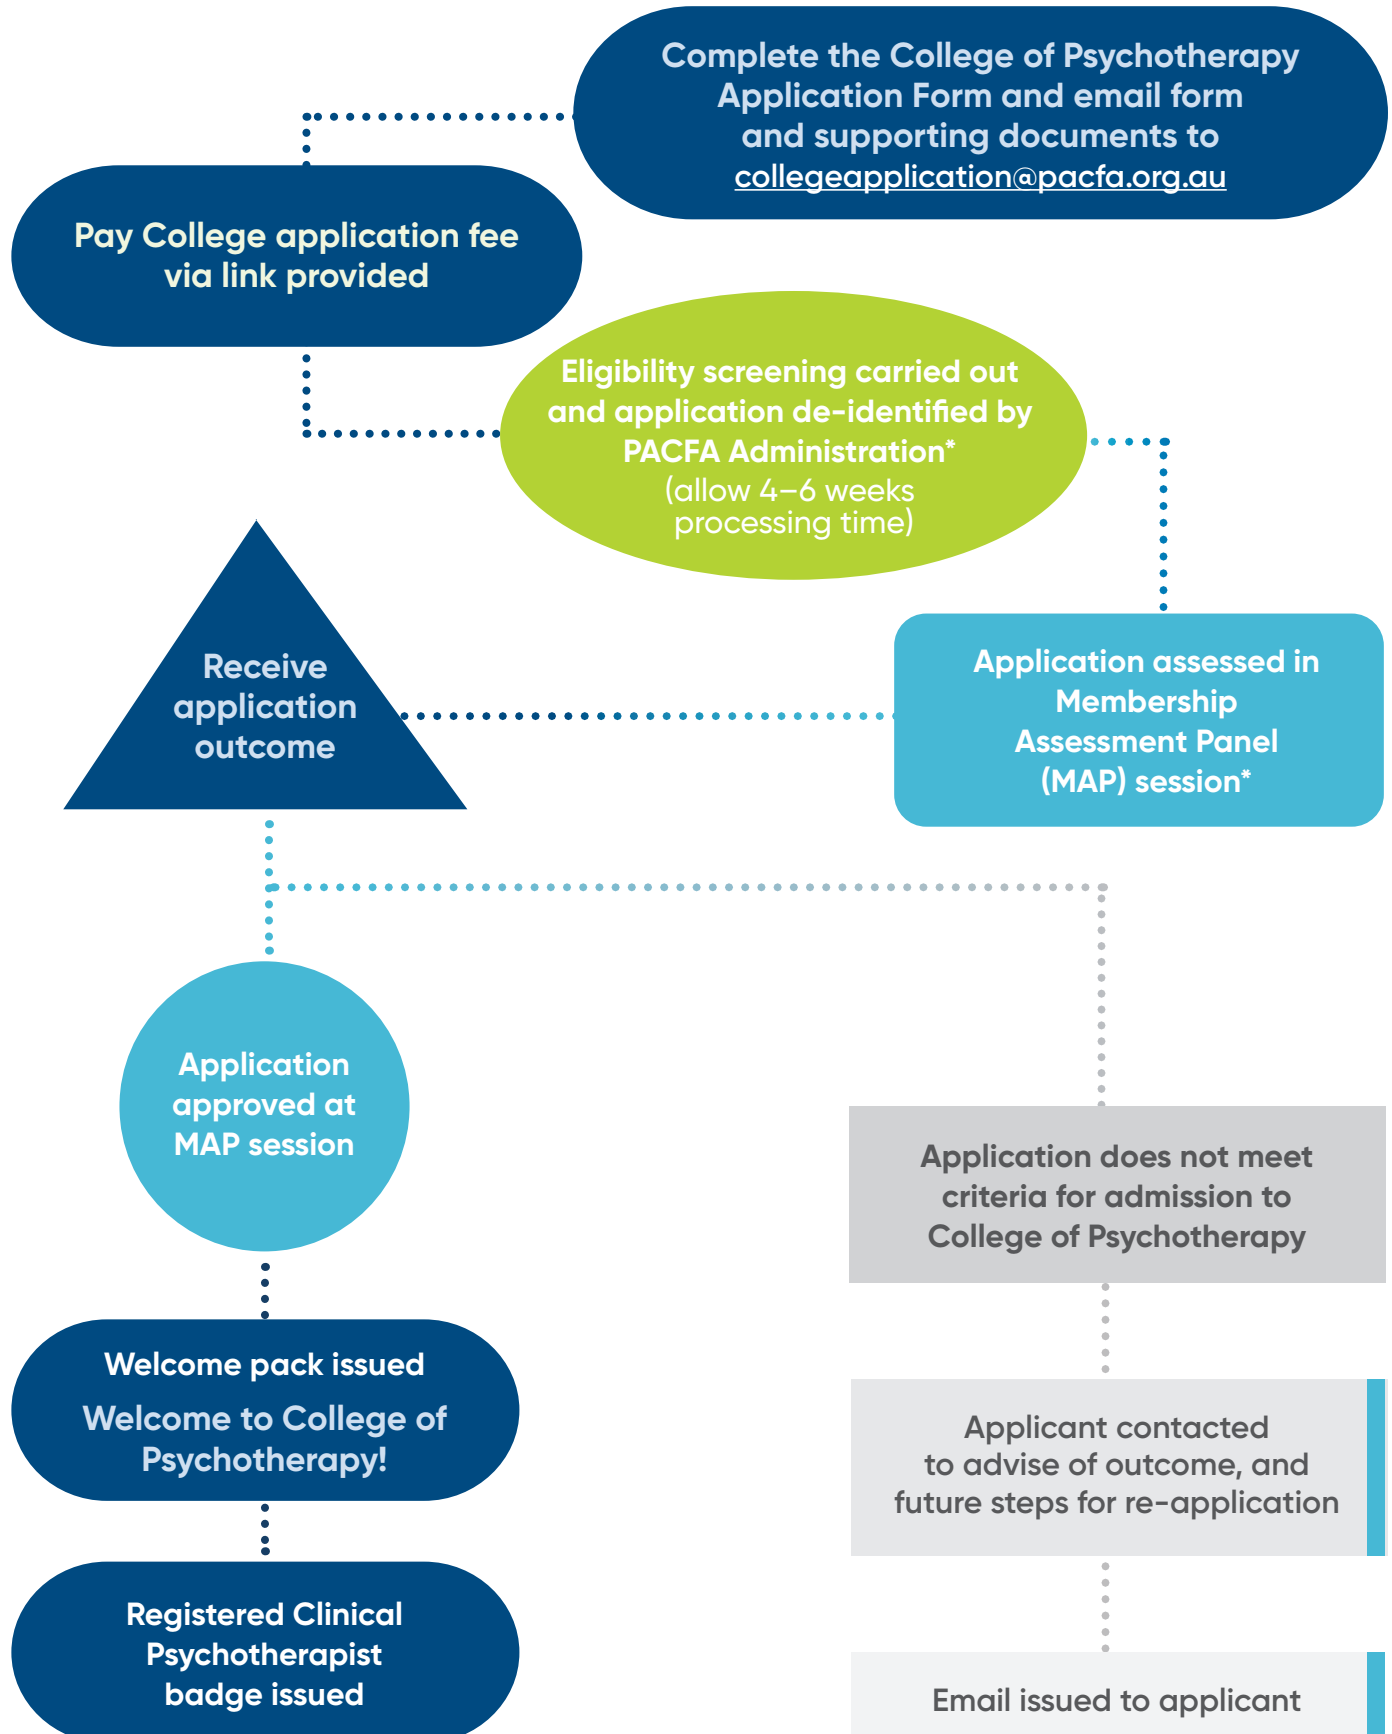 Complete the College of Psychotherapy
Application Form and email form
and supporting documents to
collegeapplication@pacfa.org.au
Pay College application fee
via link provided
Eligibility screening carried out
and application de-identified by
PACFA Administration*
(allow 4–6 weeks
processing time)
Application assessed in
Membership
Assessment Panel
(MAP) session*
Receive
application
outcome
Application
approved at
MAP session
Welcome pack issued
Welcome to College of
Psychotherapy!
Registered Clinical
Psychotherapist
badge issued
Application does not meet
criteria for admission to
College of Psychotherapy
Applicant contacted
to advise of outcome, and
future steps for re-application
Email issued to applicant